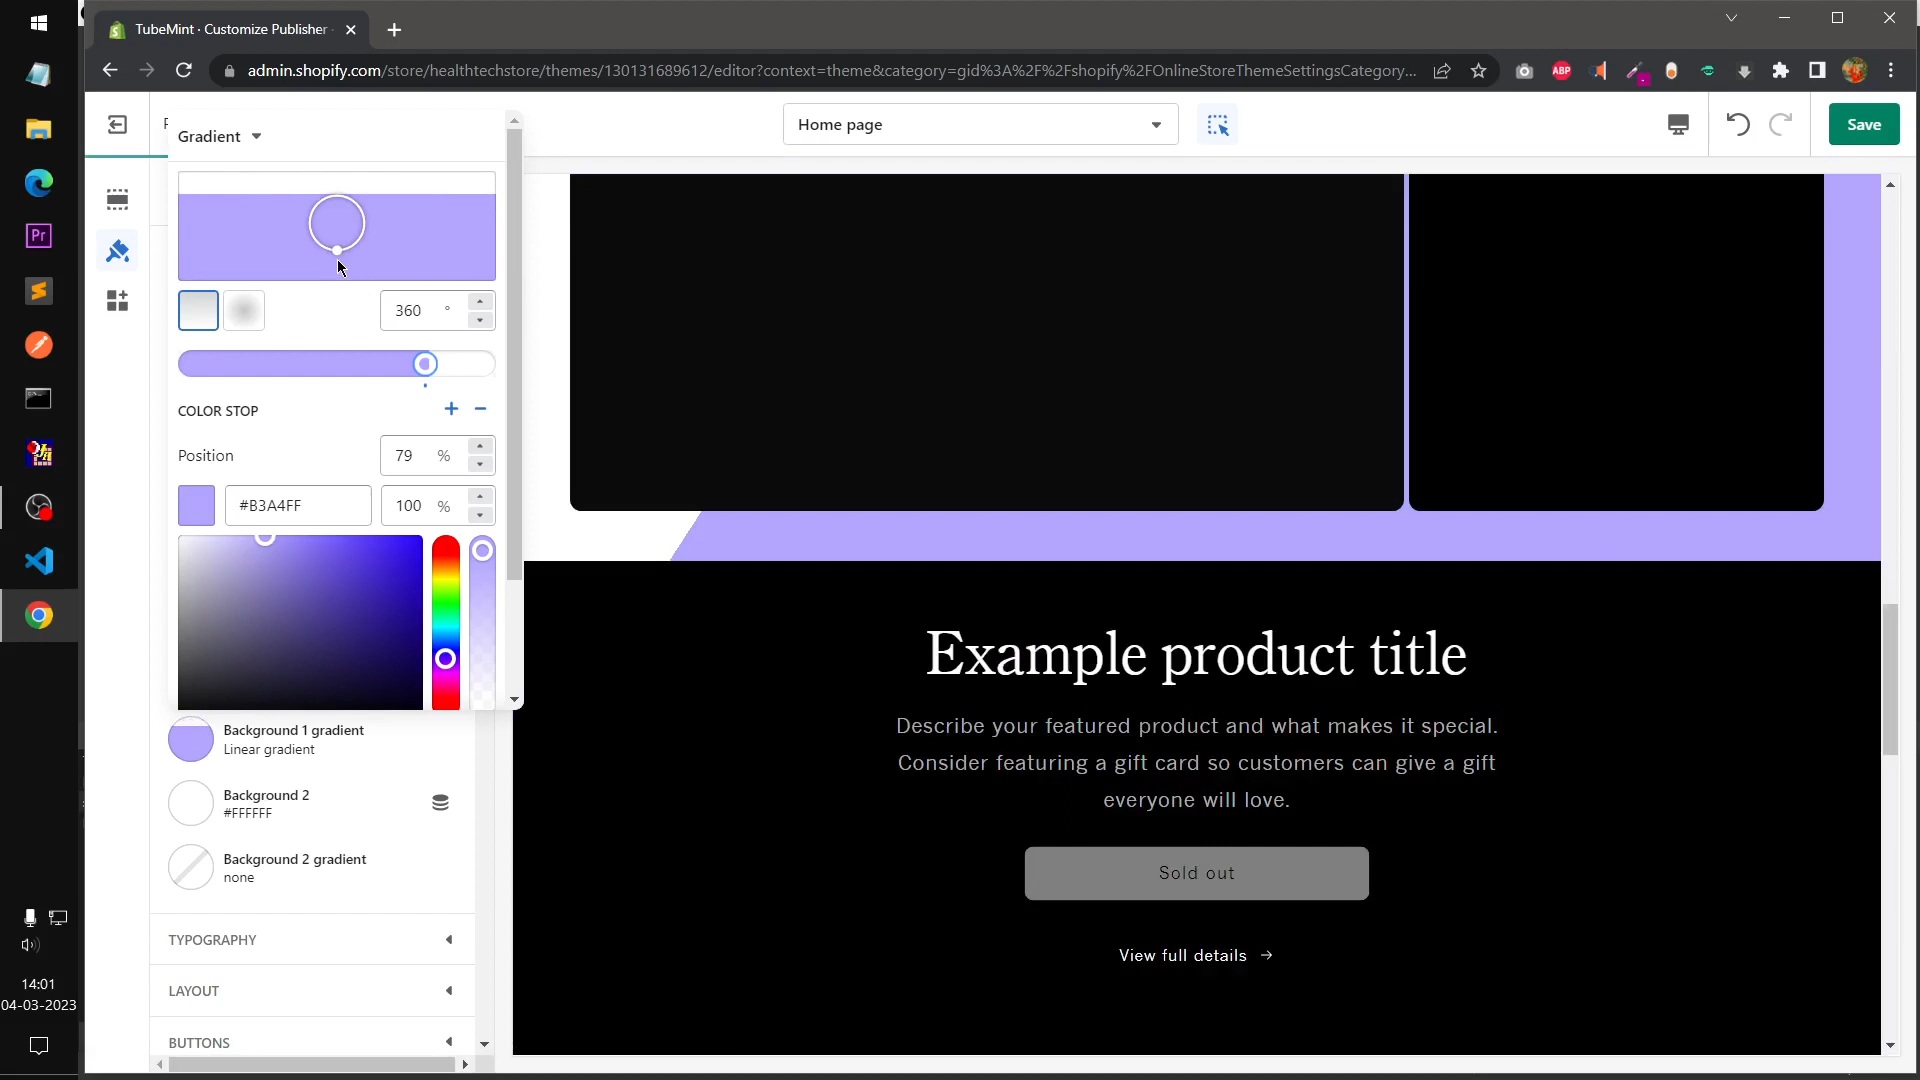 TubeMint · Customize Publisher
admin.shopify.com/store/healthtechstore/themes/130131689612/editor?context=theme&category=gid%3A%2F%2Fshopify%2FOnlineStoreThemeSettingsCategory...
ABP
Gradient
Home page
Save
Pr
360 °
COLOR STOP
Position
79 %
#B3A4FF
100 %
Background 1 gradient
Linear gradient
Background 2
#FFFFFF
Background 2 gradient
none
TYPOGRAPHY
LAYOUT
BUTTONS
Example product title
Describe your featured product and what makes it special.
Consider featuring a gift card so customers can give a gift
everyone will love.
Sold out
View full details →
14:01
04-03-2023